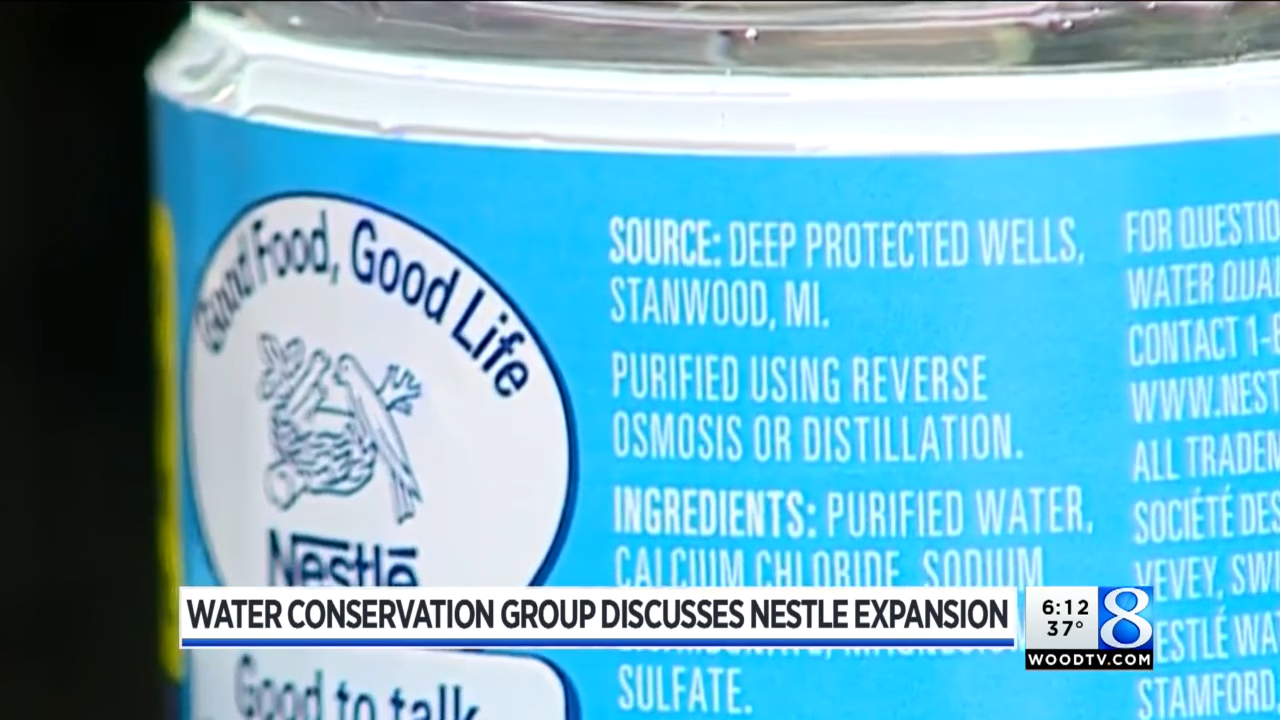 Good Food, Good Life
Nestlé
Good to talk
SOURCE: DEEP PROTECTED WELLS,
STANWOOD, MI.
PURIFIED USING REVERSE
OSMOSIS OR DISTILLATION.
INGREDIENTS: PURIFIED WATER,
CALCIUM CHLORIDE, SODIUM
SULFATE.
FOR QUESTIO
WATER QUAL
CONTACT 1-
WWW.NEST
ALL TRADEM
SOCIÉTÉ DES
VEVEY, SWI
NESTLÉ WA
STAMFORD,
WATER CONSERVATION GROUP DISCUSSES NESTLE EXPANSION
6:12
37°
8
WOODTV.COM